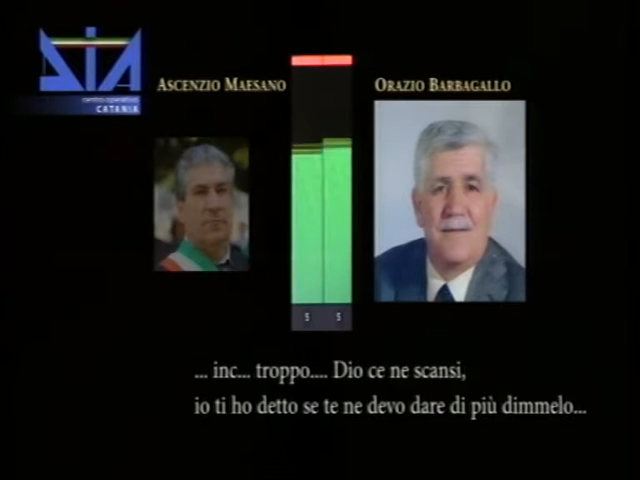 DIA
centro operativo
CATANIA
ASCENZIO MAESANO
ORAZIO BARBAGALLO
5 5
... inc... troppo.... Dio ce ne scansi,
io ti ho detto se te ne devo dare di più dimmelo...